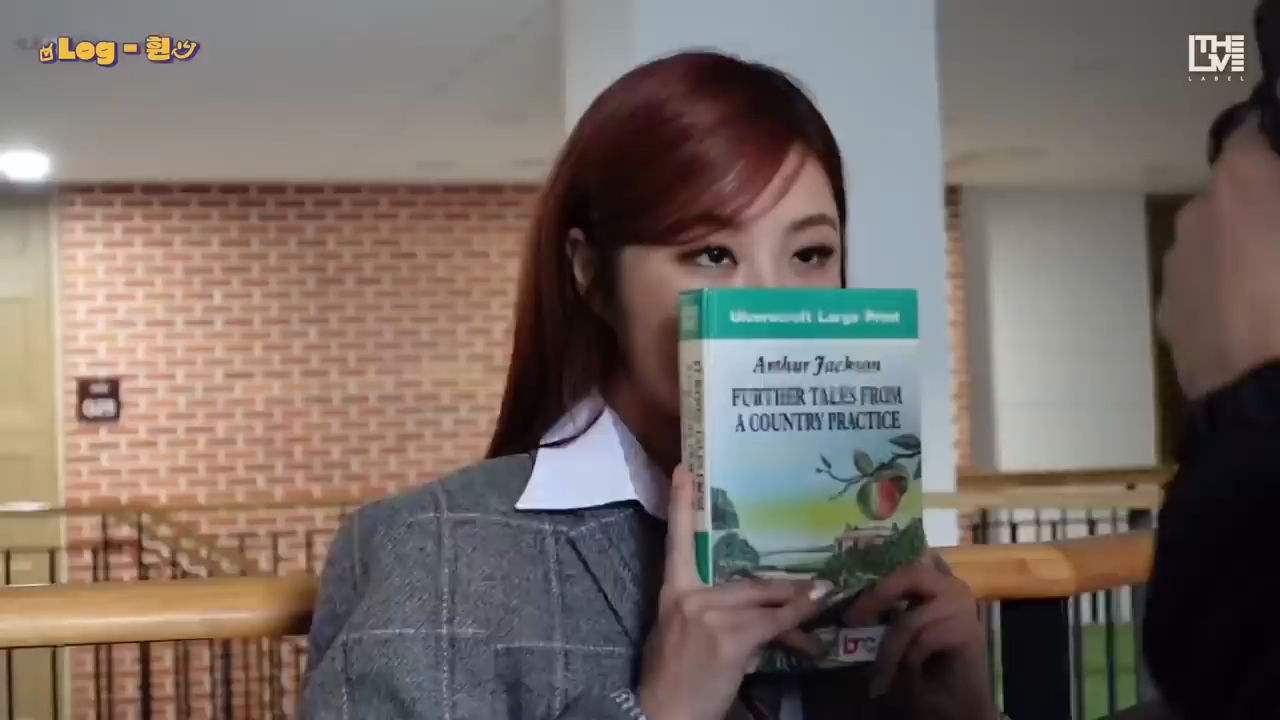 Log - 휜
THE
LIVE
LABEL
Ulverscroft Large Print
Arthur Jackson
FURTHER TALES FROM
A COUNTRY PRACTICE